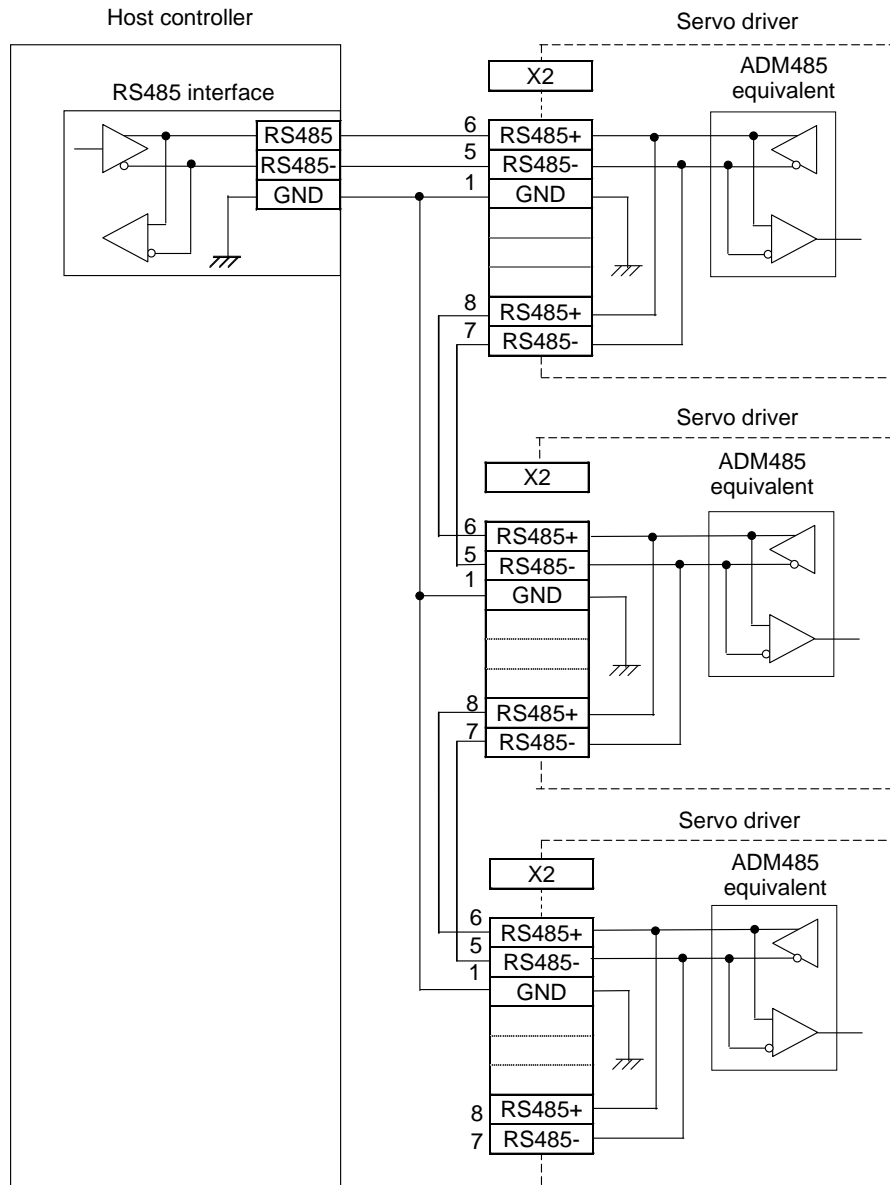 Host controller
Servo driver
X2
ADM485
equivalent
RS485 interface
6
RS485
RS485+
5
RS485-
RS485-
1
GND
GND
8
RS485+
7
RS485-
Servo driver
X2
ADM485
equivalent
6
RS485+
5
RS485-
1
GND
8
RS485+
7
RS485-
Servo driver
X2
ADM485
equivalent
6
RS485+
5
RS485-
1
GND
8
RS485+
7
RS485-